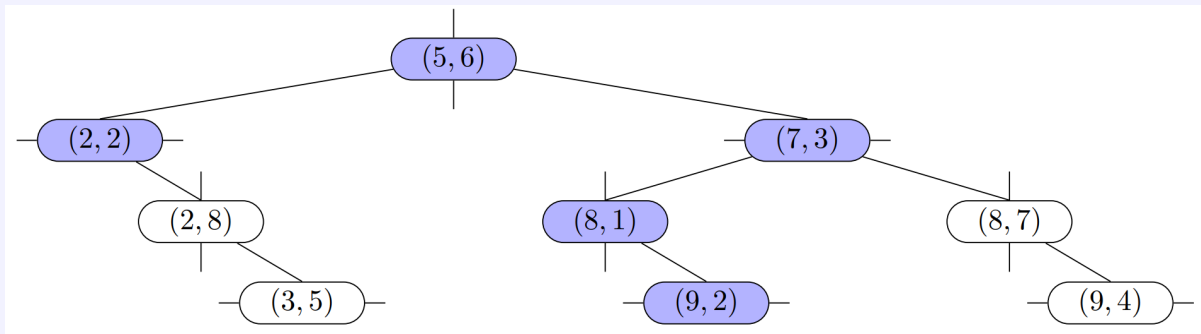 (5, 6)
(2, 2) (7, 3)
(2, 8) (8, 1) (8, 7)
(3, 5) (9, 2) (9, 4)